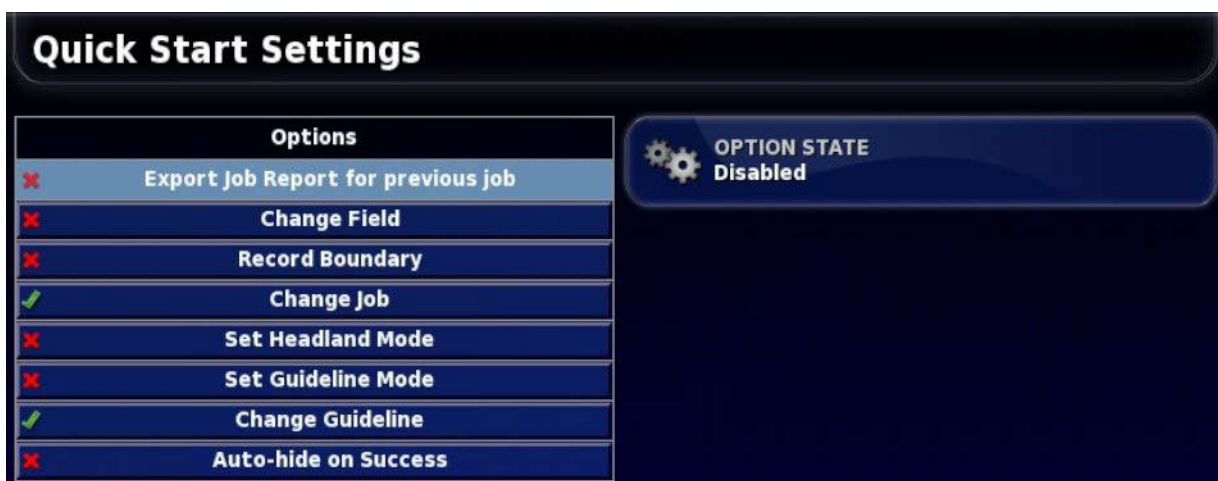 Quick Start Settings
Options
Export Job Report for previous job
Change Field
Record Boundary
Change Job
Set Headland Mode
Set Guideline Mode
Change Guideline
Auto-hide on Success
OPTION STATE
Disabled